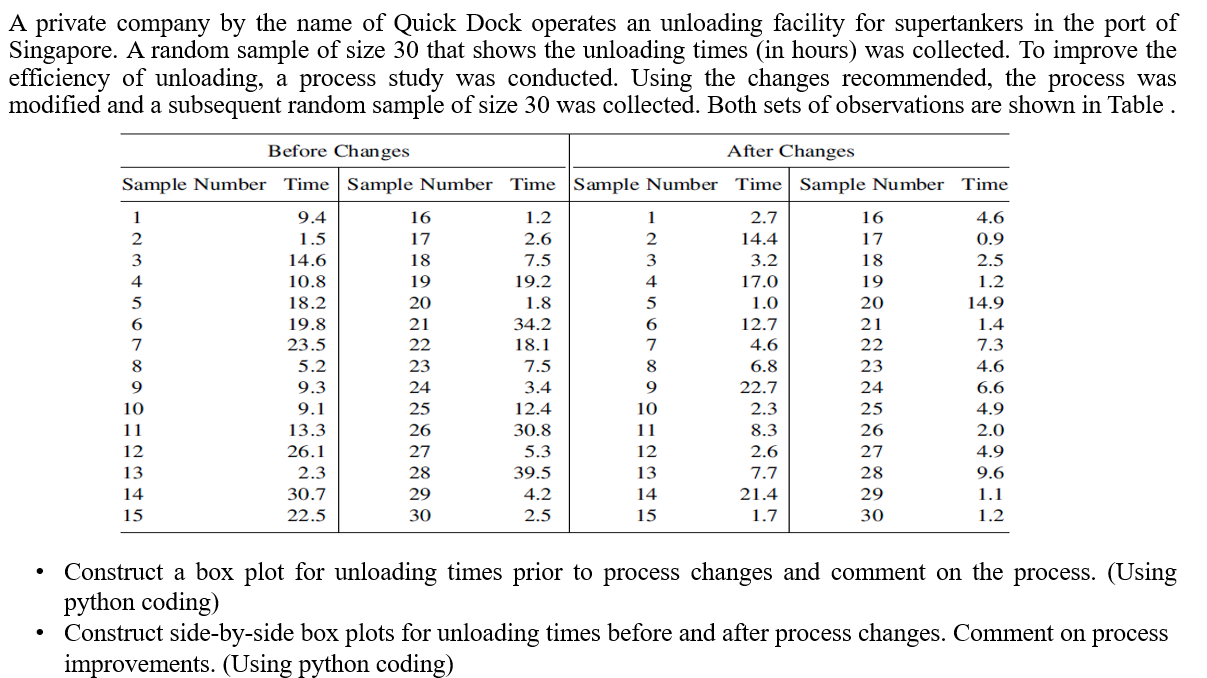 A private company by the name of Quick Dock operates an unloading facility for supertankers in the port of
Singapore. A random sample of size 30 that shows the unloading times (in hours) was collected. To improve the
efficiency of unloading, a process study was conducted. Using the changes recommended, the process was
modified and a subsequent random sample of size 30 was collected. Both sets of observations are shown in Table .
Before Changes After Changes
Sample Number Time Sample Number Time Sample Number Time Sample Number Time
1 9.4 16 1.2 1 2.7 16 4.6
2 1.5 17 2.6 2 14.4 17 0.9
3 14.6 18 7.5 3 3.2 18 2.5
4 10.8 19 19.2 4 17.0 19 1.2
5 18.2 20 1.8 5 1.0 20 14.9
6 19.8 21 34.2 6 12.7 21 1.4
7 23.5 22 18.1 7 4.6 22 7.3
8 5.2 23 7.5 8 6.8 23 4.6
9 9.3 24 3.4 9 22.7 24 6.6
10 9.1 25 12.4 10 2.3 25 4.9
11 13.3 26 30.8 11 8.3 26 2.0
12 26.1 27 5.3 12 2.6 27 4.9
13 2.3 28 39.5 13 7.7 28 9.6
14 30.7 29 4.2 14 21.4 29 1.1
15 22.5 30 2.5 15 1.7 30 1.2
• Construct a box plot for unloading times prior to process changes and comment on the process. (Using
python coding)
• Construct side-by-side box plots for unloading times before and after process changes. Comment on process
improvements. (Using python coding)